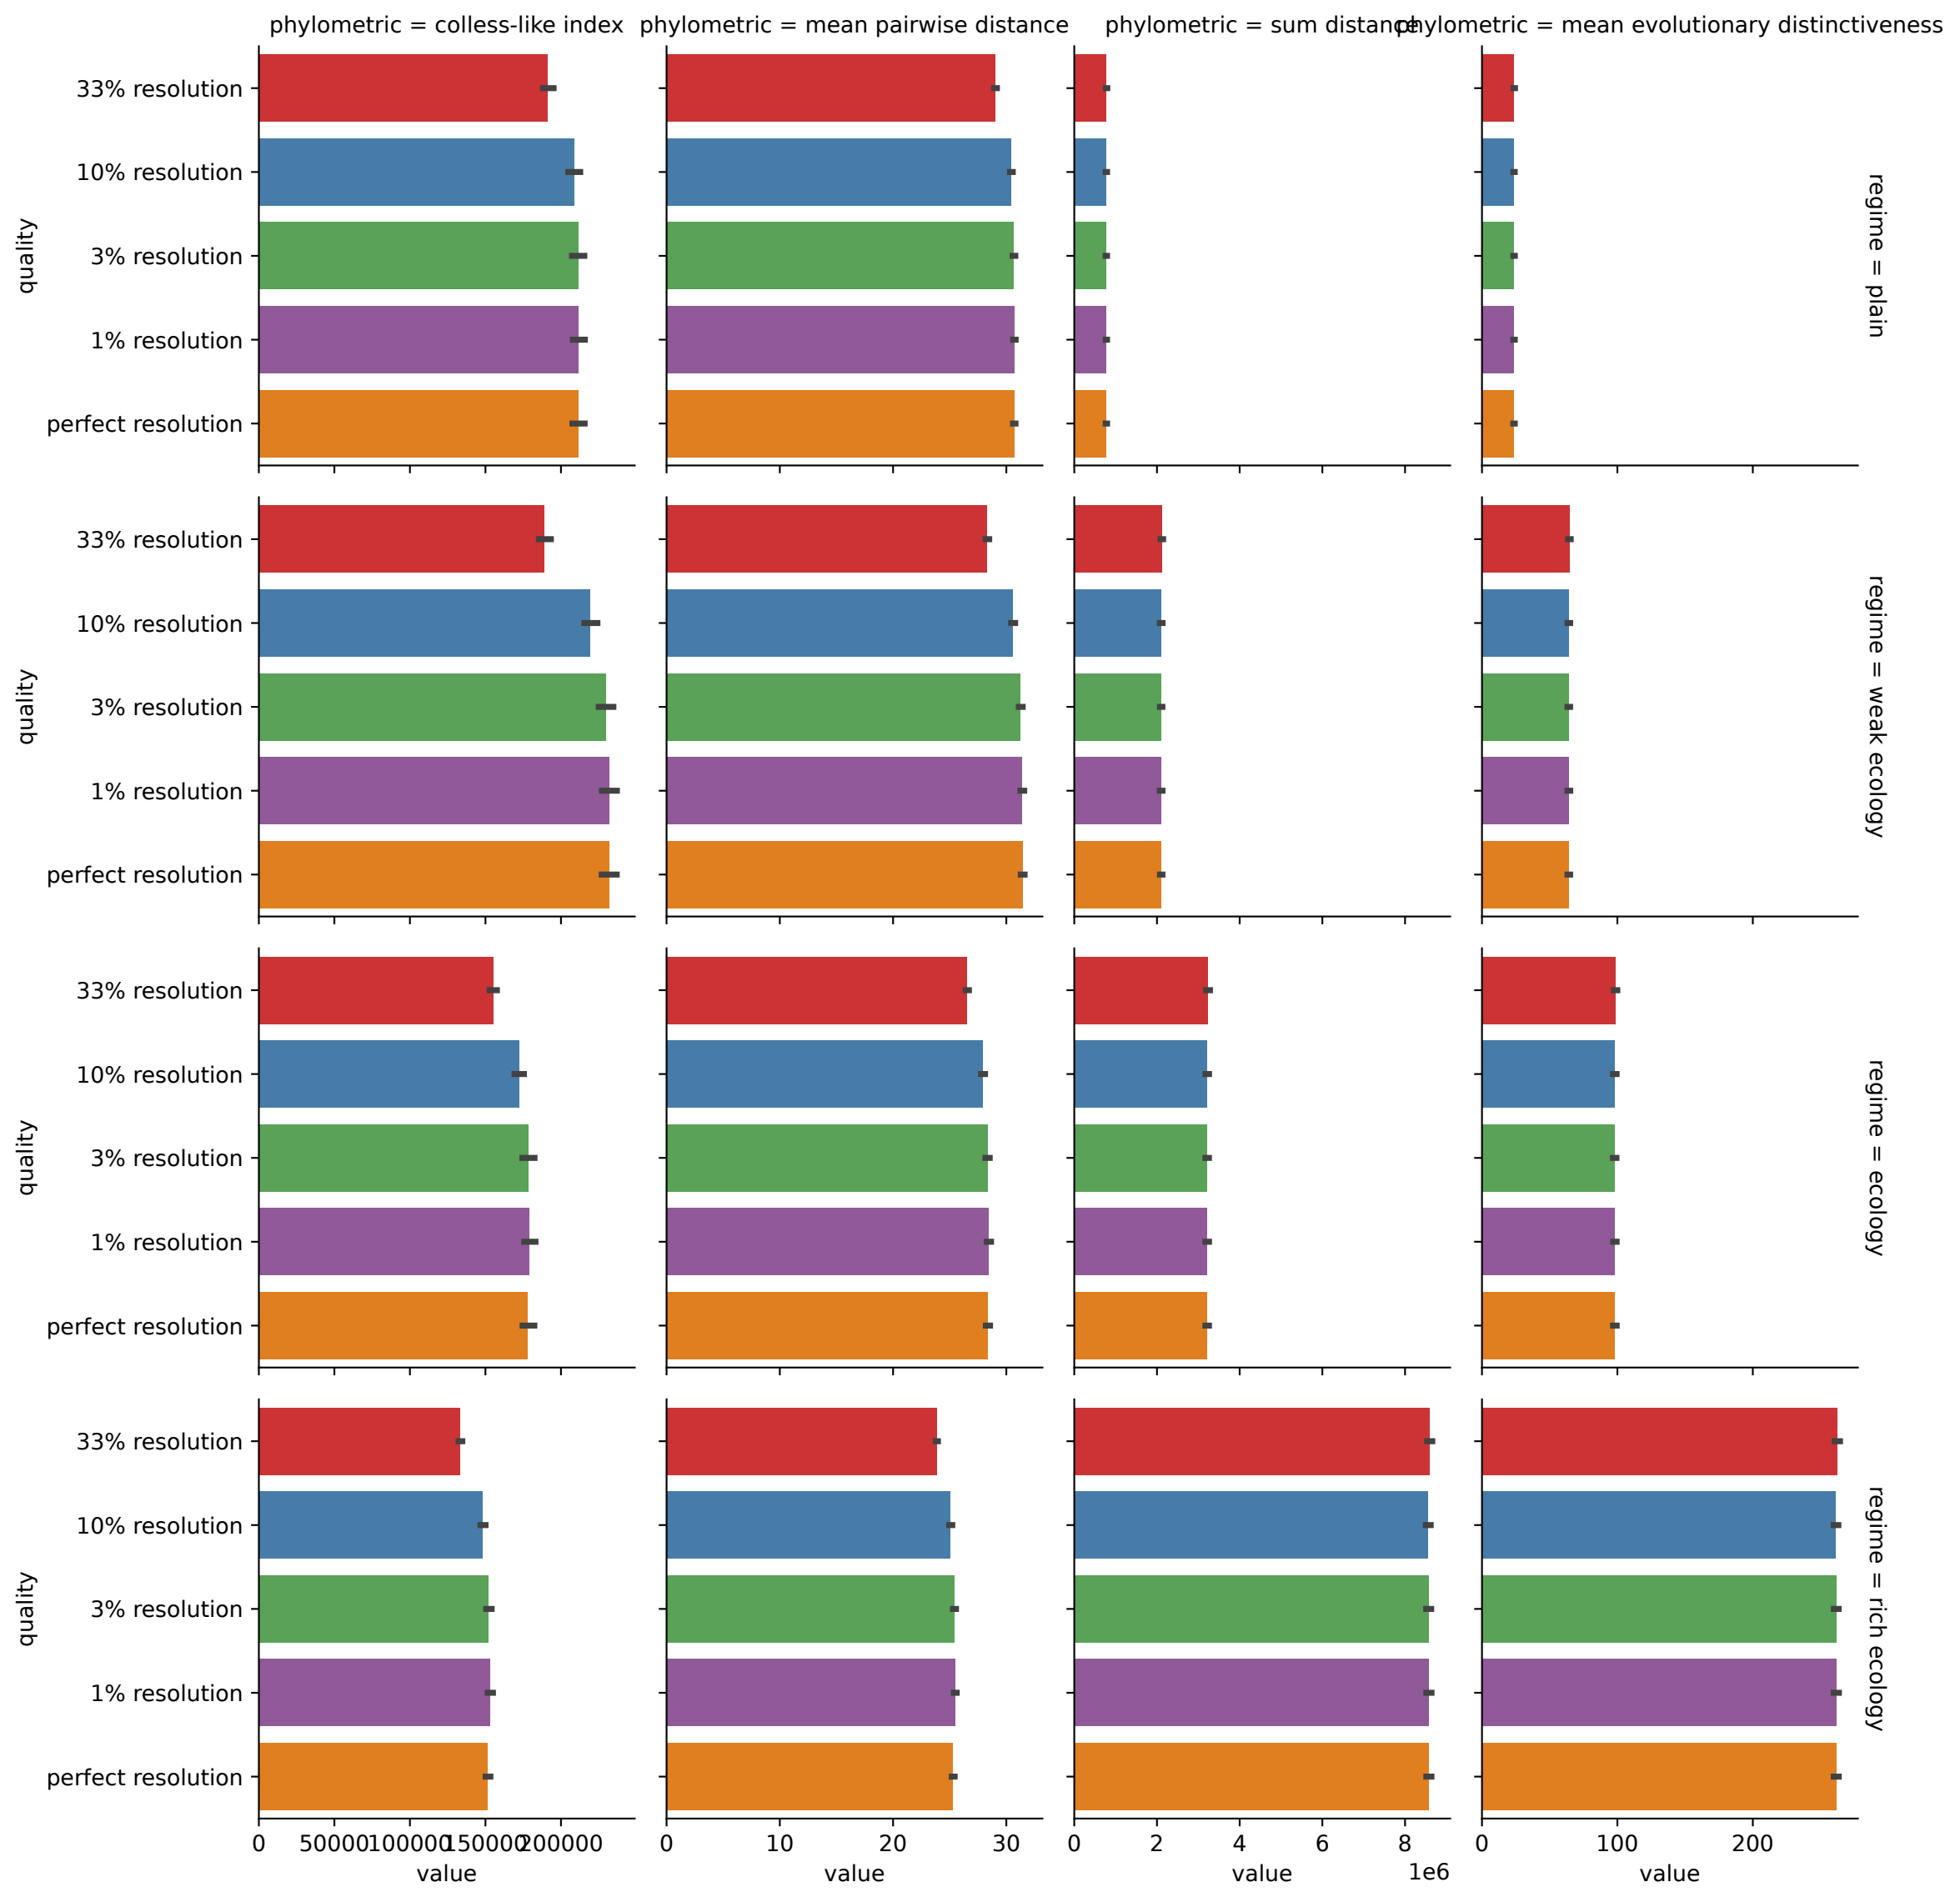 phylometric = colless-like index
phylometric = mean pairwise distance
phylometric = sum distance
phylometric = mean evolutionary distinctiveness
quality
33% resolution
10% resolution
3% resolution
1% resolution
perfect resolution
regime = plain
quality
33% resolution
10% resolution
3% resolution
1% resolution
perfect resolution
regime = weak ecology
quality
33% resolution
10% resolution
3% resolution
1% resolution
perfect resolution
regime = ecology
quality
33% resolution
10% resolution
3% resolution
1% resolution
perfect resolution
regime = rich ecology
0 50000 100000 150000 200000
value
0 10 20 30
value
0 2 4 6 8
1e6
value
0 100 200
value